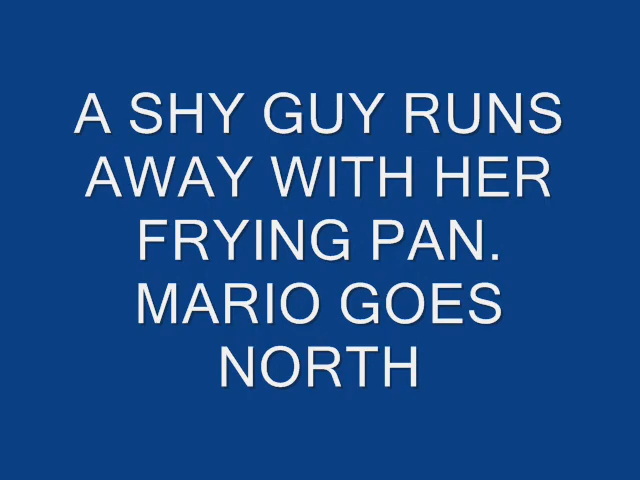 A SHY GUY RUNS
AWAY WITH HER
FRYING PAN.
MARIO GOES
NORTH